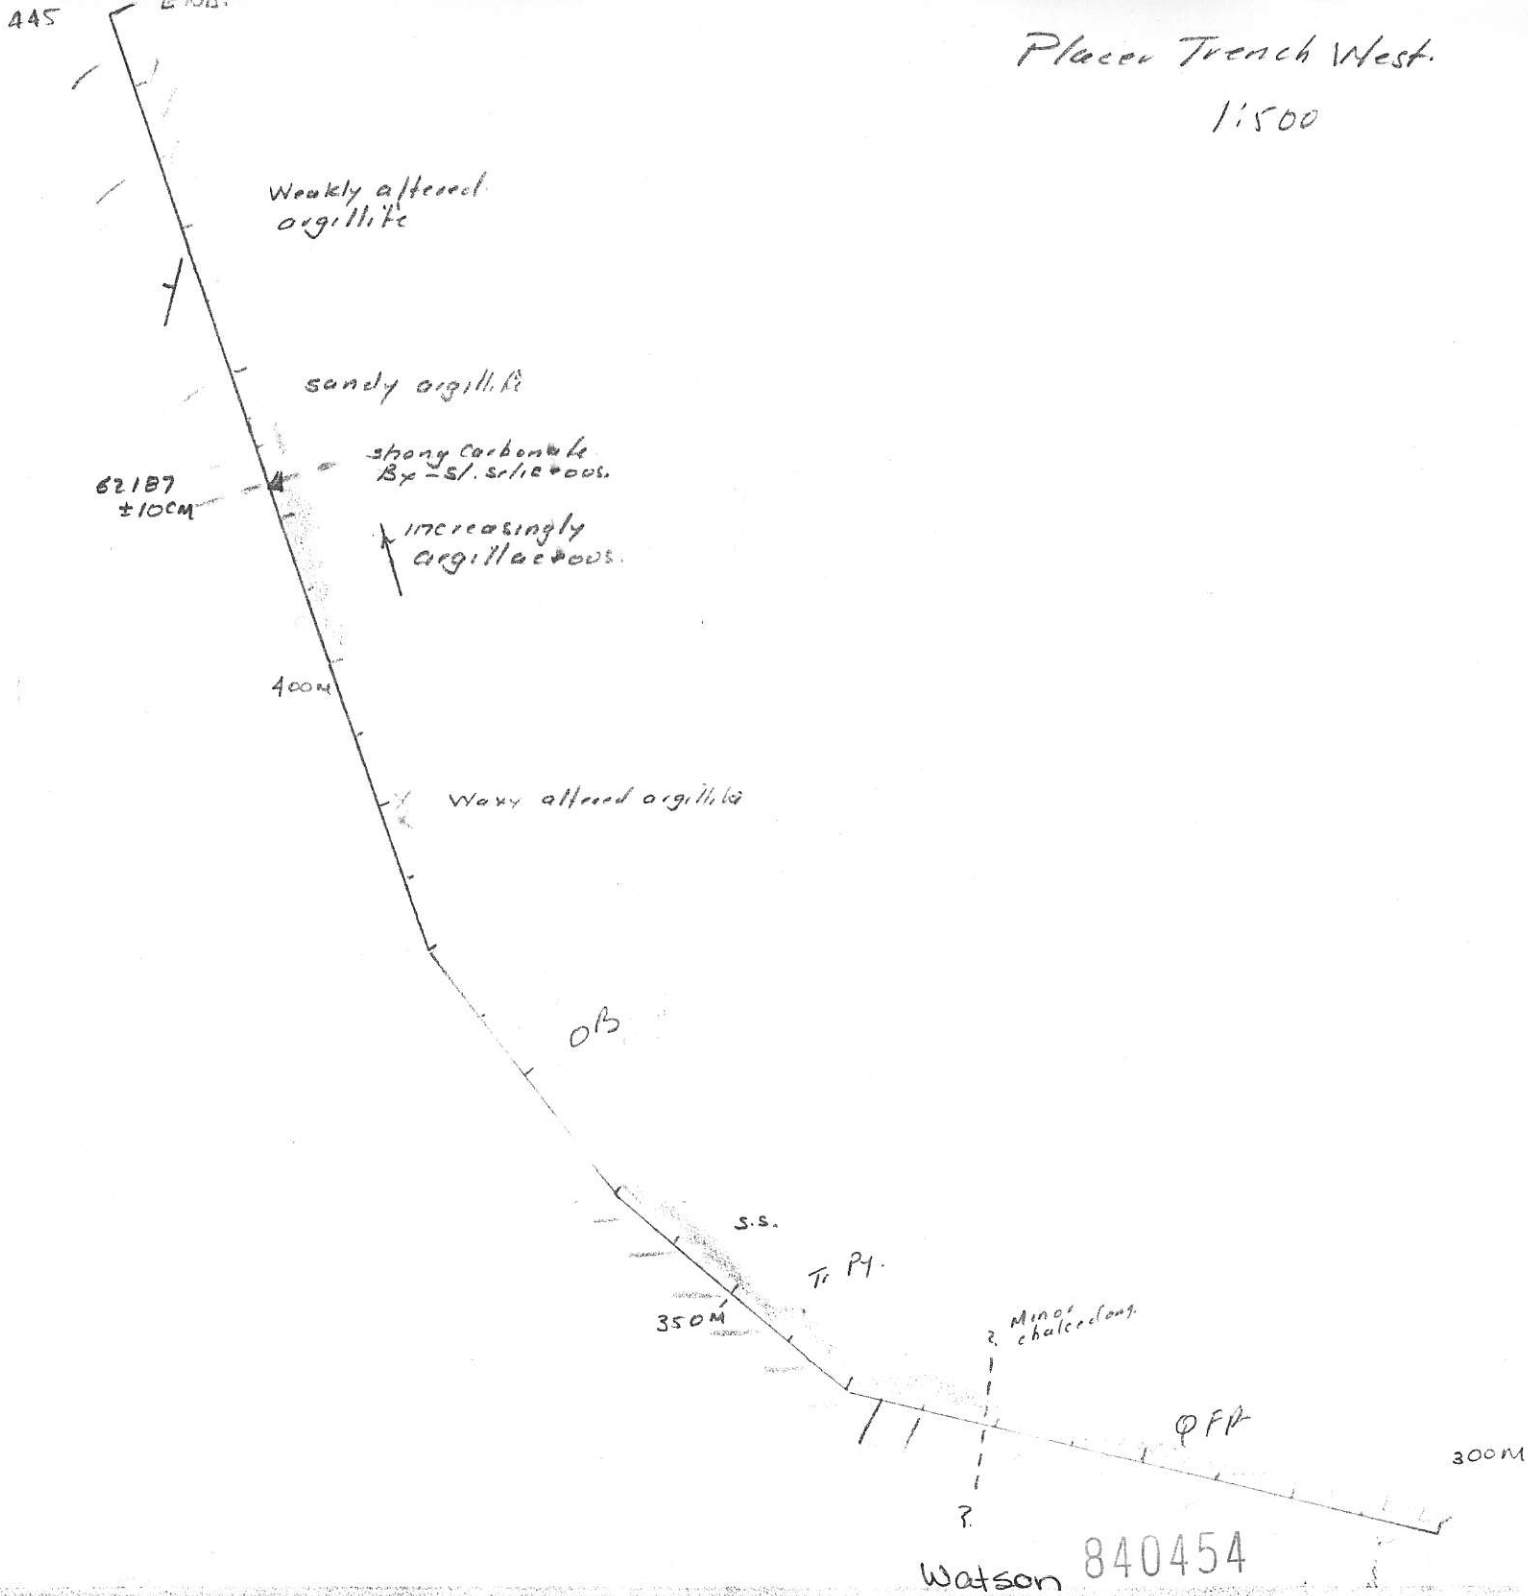 445 END.
Placer Trench West.
1:500
Weakly altered
argillite
sandy argillite
strong carbonate
Bx - sl. siliceous.
62187
±10CM
increasingly
argillaceous.
400M
Waxy altered argillite
OB
S.S.
Tr Py.
350M
Minor
chalcedony.
?
QFP
300M
?
Watson 840454